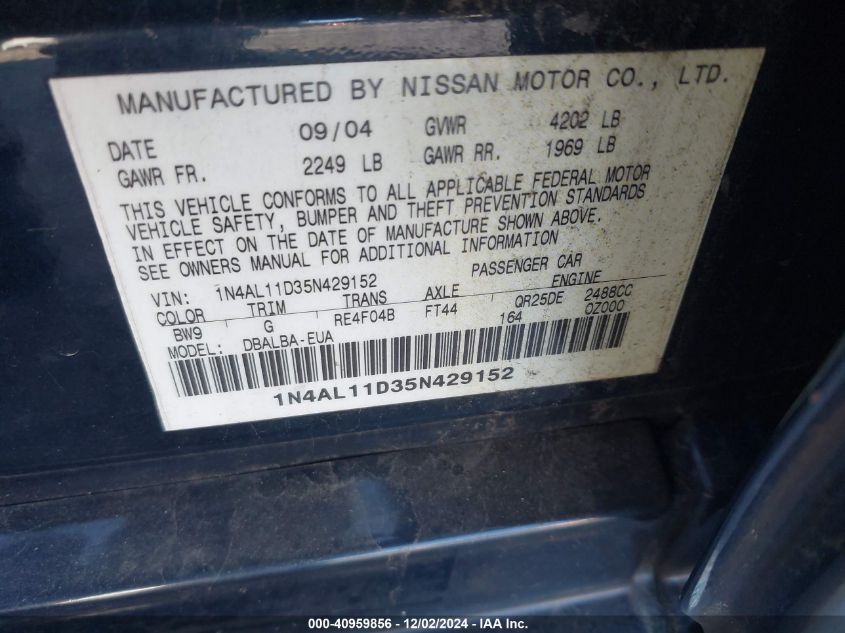 MANUFACTURED BY NISSAN MOTOR CO., LTD.
DATE 09/04 GVWR 4202 LB
GAWR FR. 2249 LB GAWR RR. 1969 LB
THIS VEHICLE CONFORMS TO ALL APPLICABLE FEDERAL MOTOR
VEHICLE SAFETY, BUMPER AND THEFT PREVENTION STANDARDS
IN EFFECT ON THE DATE OF MANUFACTURE SHOWN ABOVE.
SEE OWNERS MANUAL FOR ADDITIONAL INFORMATION
VIN: 1N4AL11D35N429152 PASSENGER CAR
COLOR TRIM TRANS AXLE ENGINE
BW9 G RE4F04B FT44 QR25DE 2488CC
MODEL: DBALBA-EUA 164 0Z000
1N4AL11D35N429152
000-40959856 - 12/02/2024 - IAA Inc.